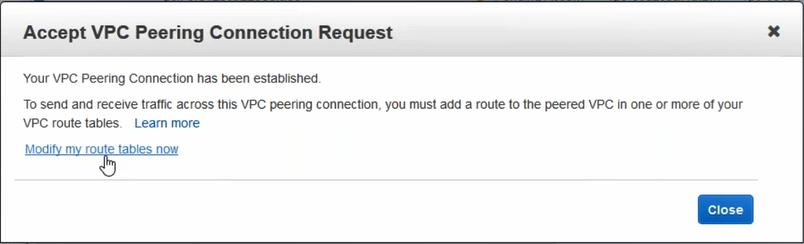 Accept VPC Peering Connection Request
Your VPC Peering Connection has been established.
To send and receive traffic across this VPC peering connection, you must add a route to the peered VPC in one or more of your
VPC route tables. Learn more
Modify my route tables now
Close